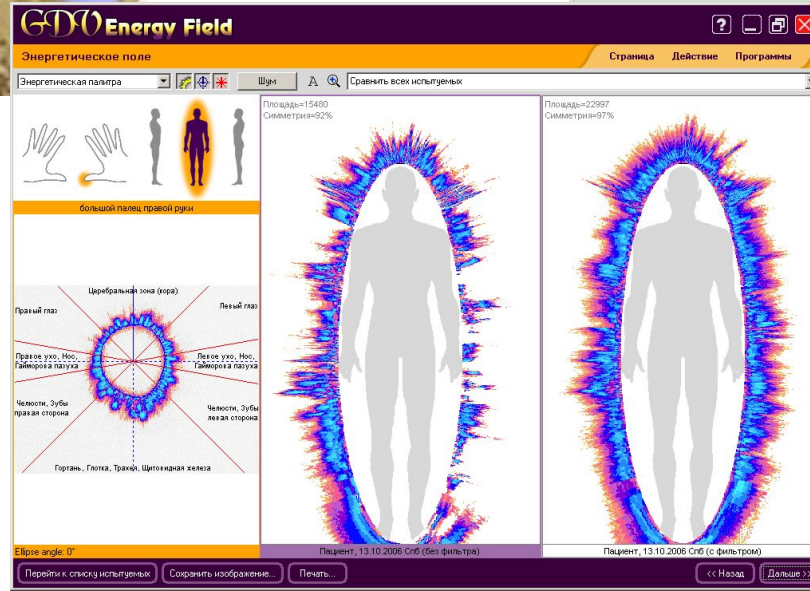 GDV Energy Field
Энергетическое поле
Страница Действие Программы
Энергетическая палитра
Шум
A
Сравнить всех испытуемых
большой палец правой руки
Церебральная зона (кора)
Правый глаз
Левый глаз
Правое ухо, Нос,
Гайморова пазуха
Левое ухо, Нос,
Гайморова пазуха
Челюсти, Зубы
правая сторона
Челюсти, Зубы
левая сторона
Гортань, Глотка, Трахея, Щитовидная железа
Ellipse angle: 0°
Площадь=15480
Симметрия=92%
Пациент, 13.10.2006 Спб (без фильтра)
Площадь=22997
Симметрия=97%
Пациент, 13.10.2006 Спб (с фильтром)
Перейти к списку испытуемых
Сохранить изображение...
Печать...
<< Назад
Дальше >>